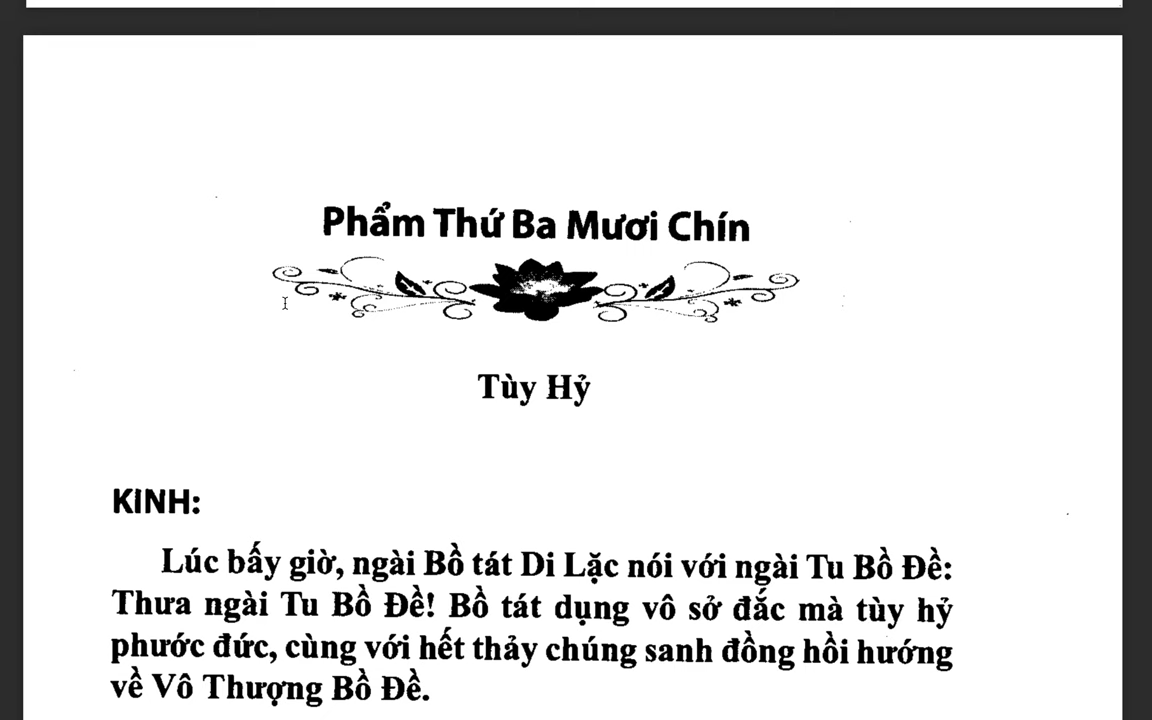 Phẩm Thứ Ba Mươi Chín
Tùy Hỷ
KINH:
Lúc bấy giờ, ngài Bồ tát Di Lặc nói với ngài Tu Bồ Đề:
Thưa ngài Tu Bồ Đề! Bồ tát dụng vô sở đắc mà tùy hỷ
phước đức, cùng với hết thảy chúng sanh đồng hồi hướng
về Vô Thượng Bồ Đề.